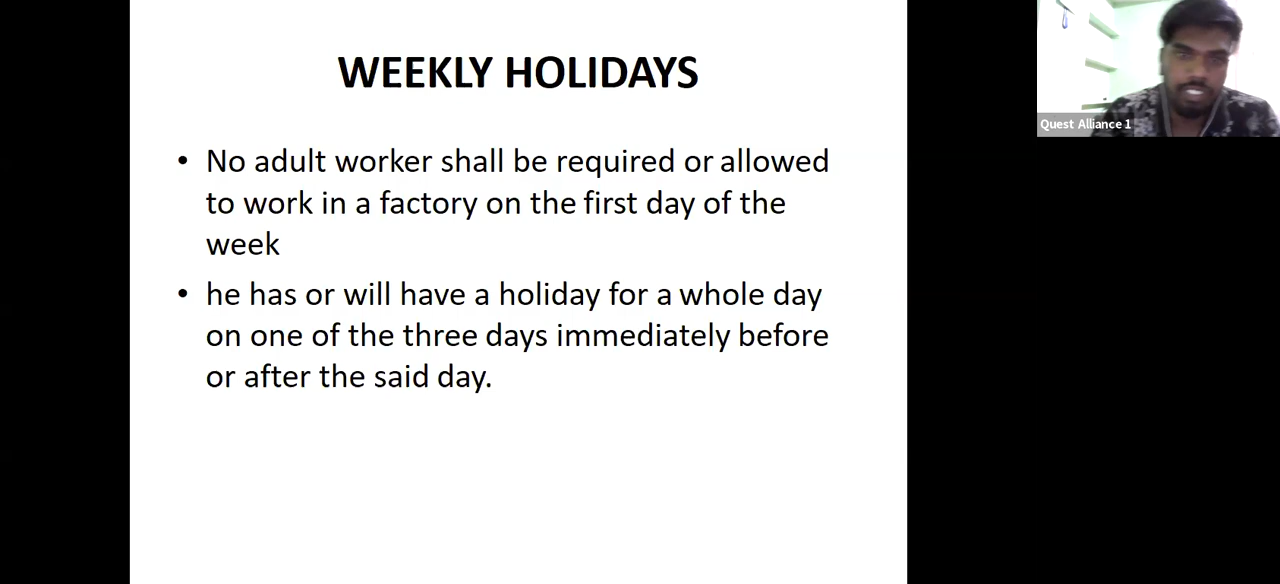 WEEKLY HOLIDAYS
Quest Alliance 1
• No adult worker shall be required or allowed
to work in a factory on the first day of the
week
• he has or will have a holiday for a whole day
on one of the three days immediately before
or after the said day.